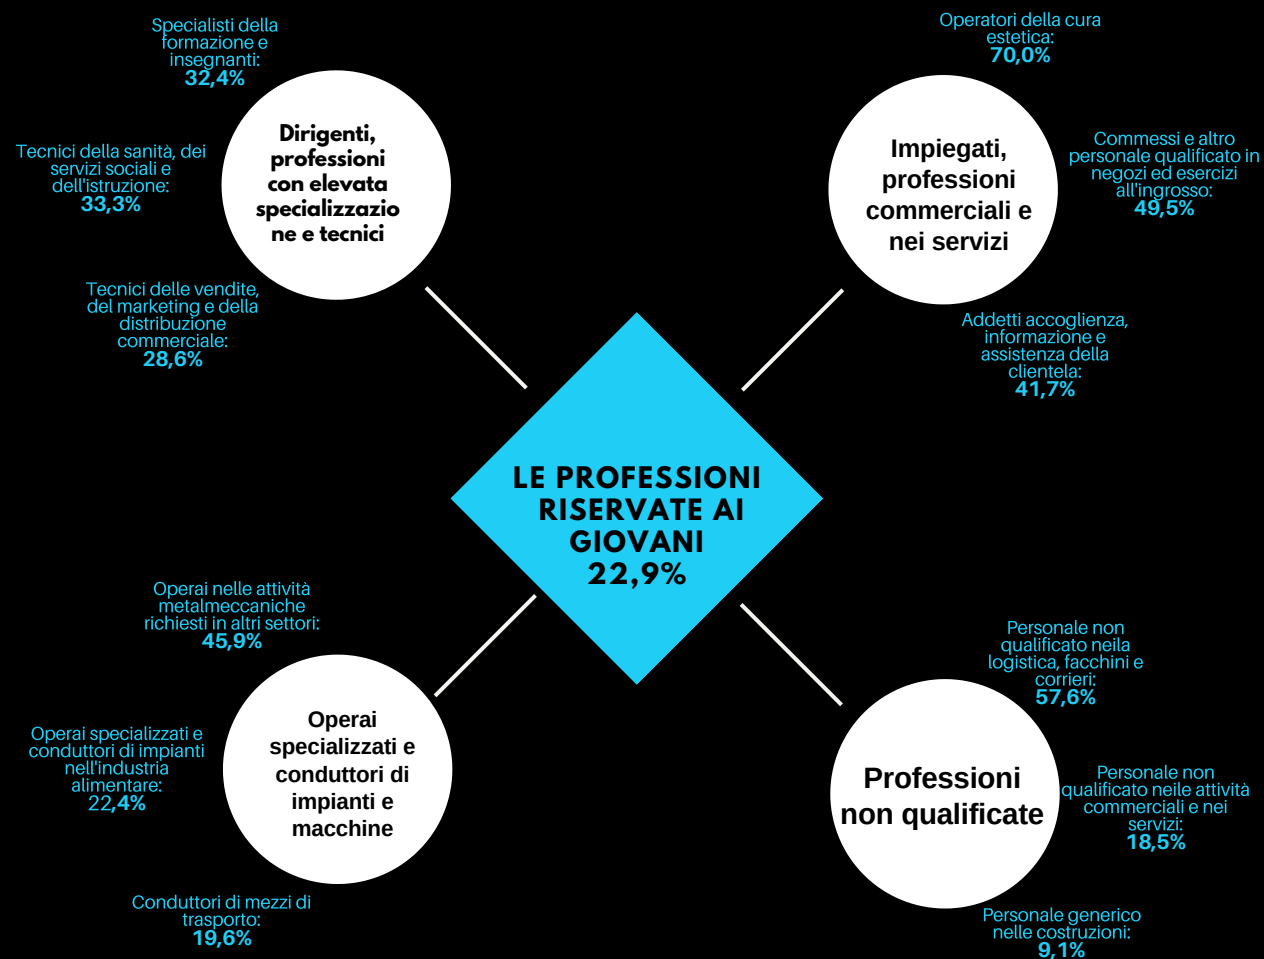 Specialisti della
formazione e
insegnanti:
32,4%
Tecnici della sanità, dei
servizi sociali e
dell'istruzione:
33,3%
Tecnici delle vendite,
del marketing e della
distribuzione
commerciale:
28,6%
Dirigenti,
professioni
con elevata
specializzazio
ne e tecnici
Operatori della cura
estetica:
70,0%
Impiegati,
professioni
commerciali e
nei servizi
Commessi e altro
personale qualificato in
negozi ed esercizi
all'ingrosso:
49,5%
Addetti accoglienza,
informazione e
assistenza della
clientela:
41,7%
LE PROFESSIONI
RISERVATE AI
GIOVANI
22,9%
Operai nelle attività
metalmeccaniche
richiesti in altri settori:
45,9%
Operai specializzati e
conduttori di impianti
nell'industria
alimentare:
22,4%
Conduttori di mezzi di
trasporto:
19,6%
Operai
specializzati e
conduttori di
impianti e
macchine
Personale non
qualificato neila
logistica, facchini e
corrieri:
57,6%
Professioni
non qualificate
Personale non
qualificato neile attività
commerciali e nei
servizi:
18,5%
Personale generico
nelle costruzioni:
9,1%